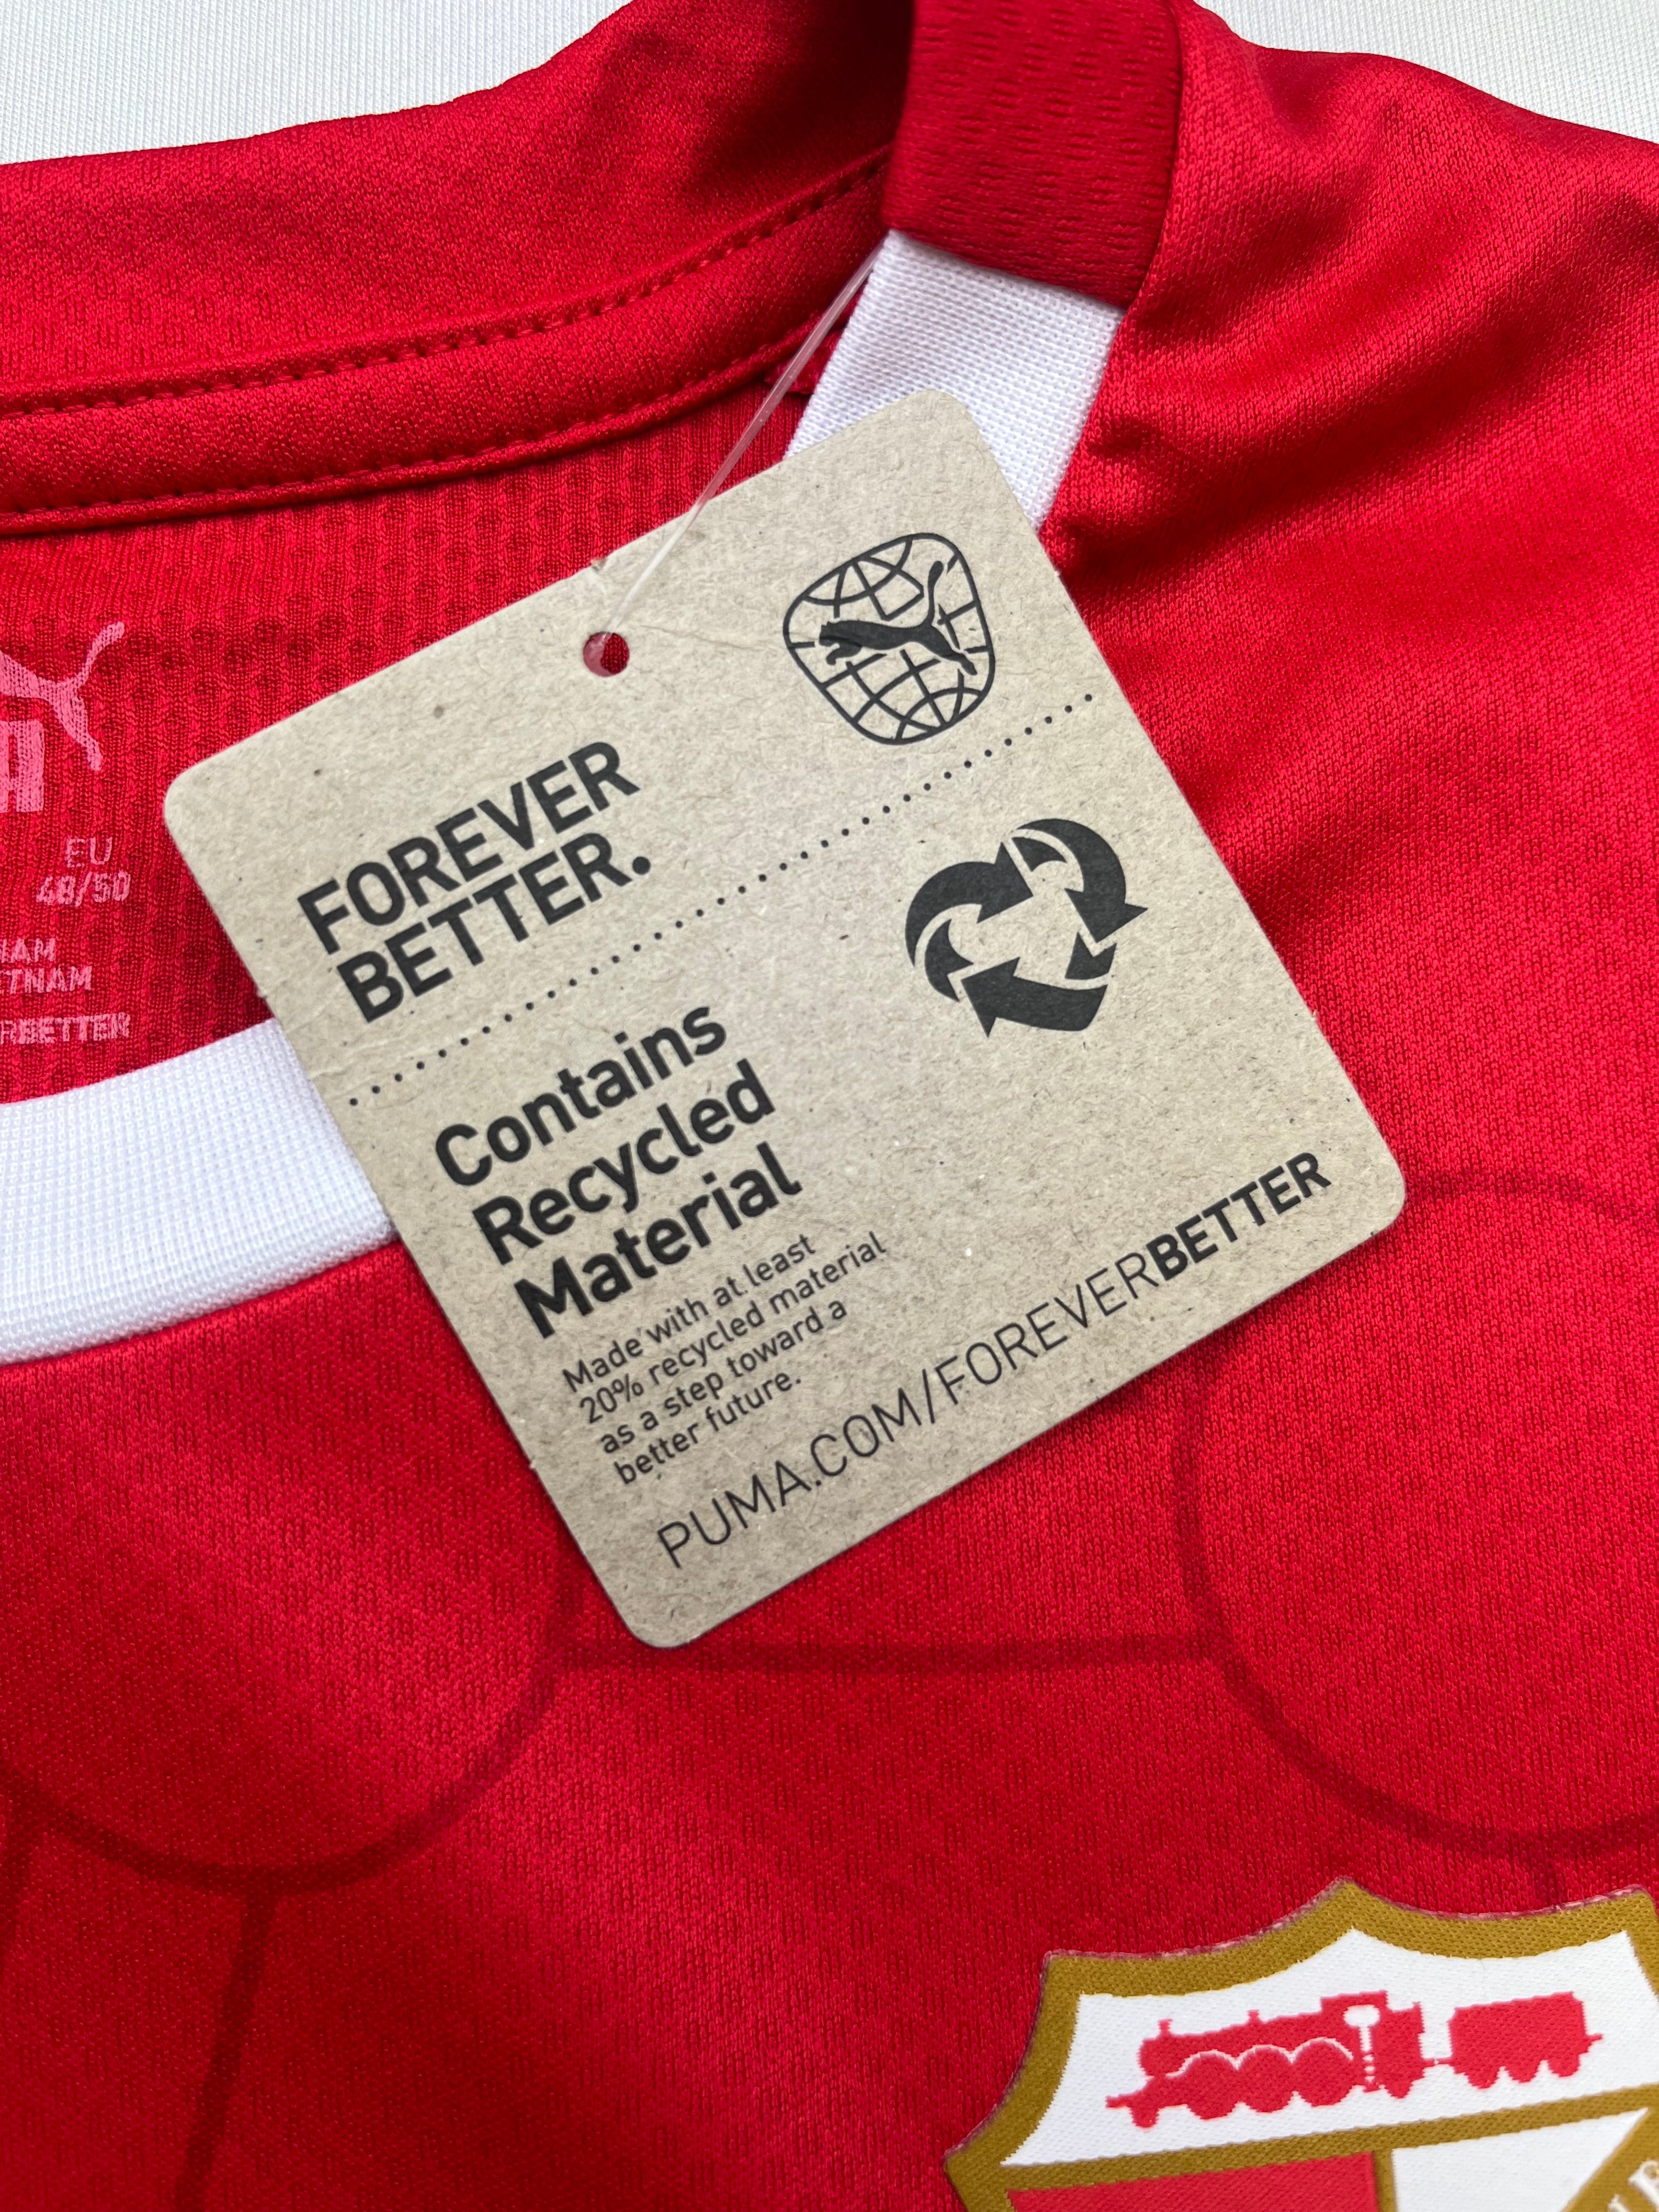 FOREVER
BETTER.
Contains
Recycled
Material
Made with at least
20% recycled material
as a step toward a
better future.
PUMA.COM/FOREVERBETTER
EU
48/50